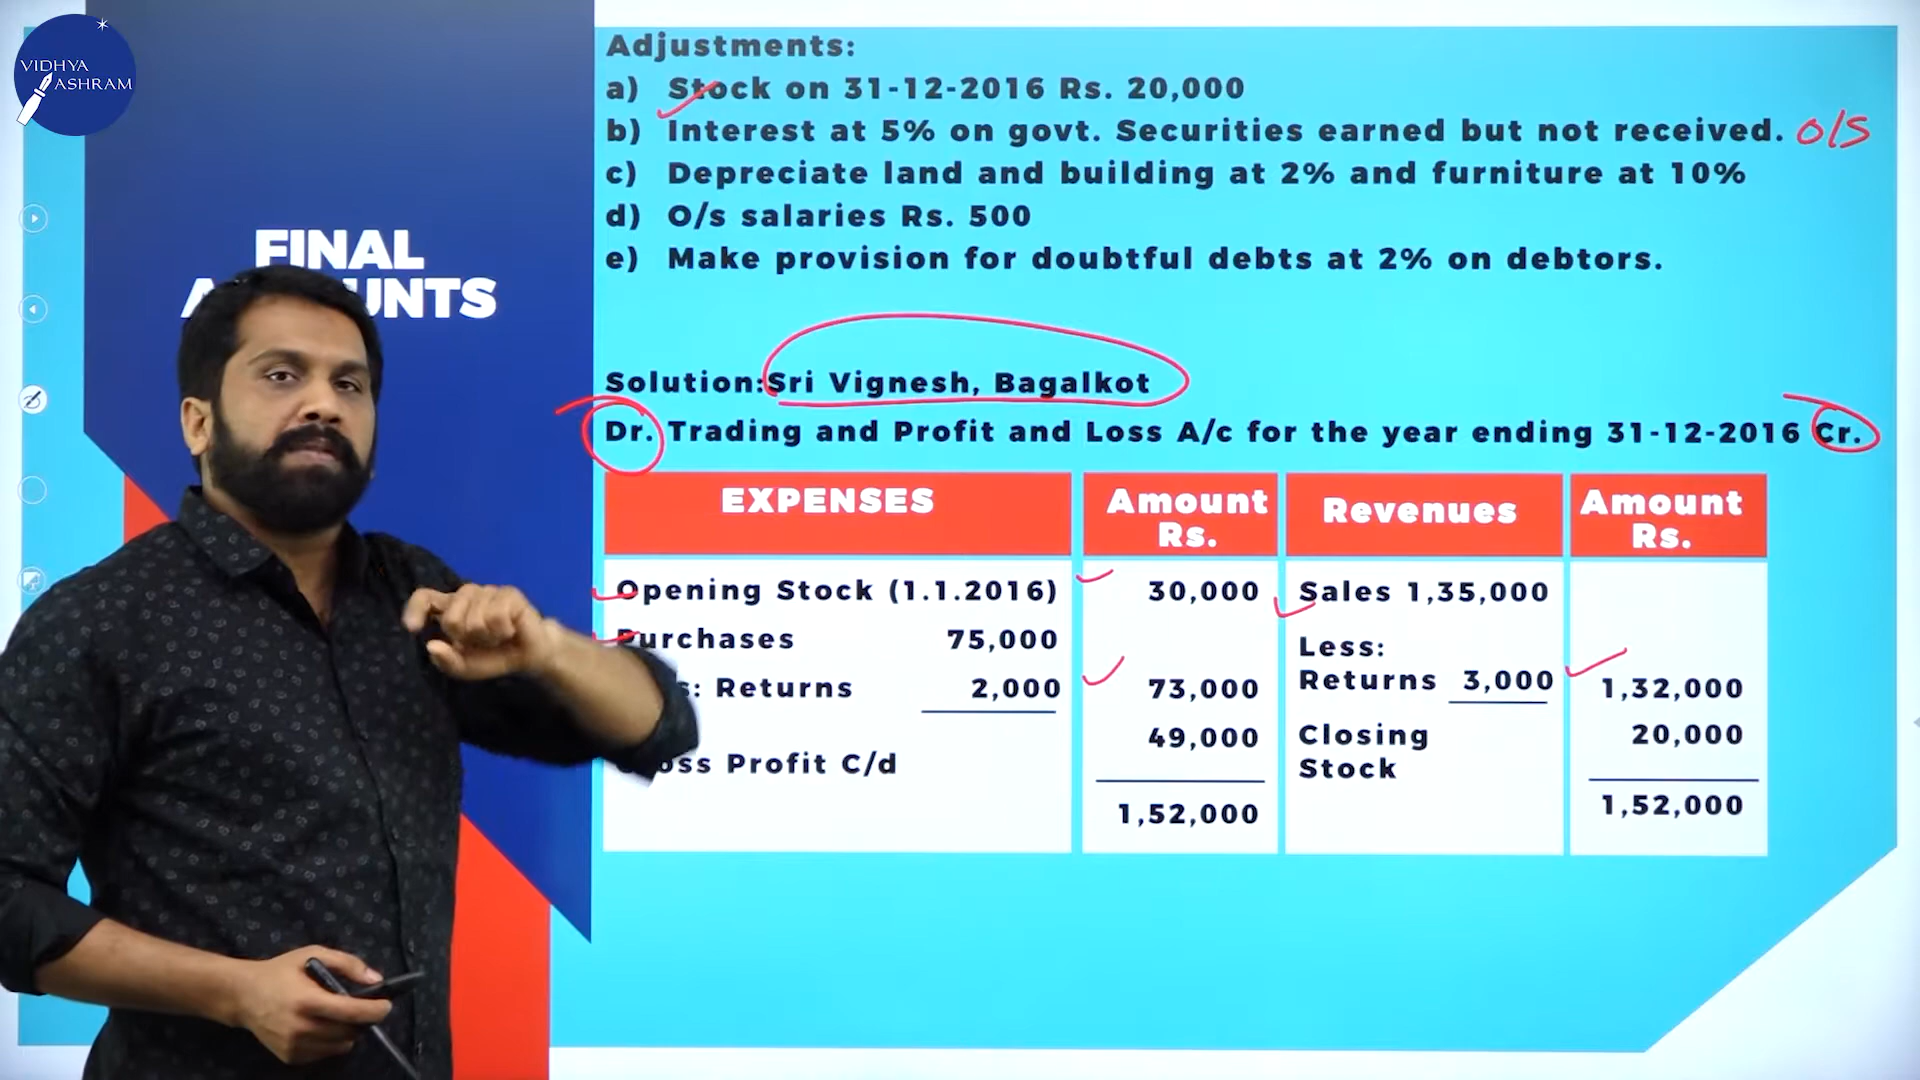 VIDHYA
ASHRAM
FINAL
Adjustments:
a) Stock on 31-12-2016 Rs. 20,000
b) Interest at 5% on govt. Securities earned but not received. O/S
c) Depreciate land and building at 2% and furniture at 10%
d) O/s salaries Rs. 500
e) Make provision for doubtful debts at 2% on debtors.
Solution:Sri Vignesh, Bagalkot
Dr. Trading and Profit and Loss A/c for the year ending 31-12-2016 Cr.
EXPENSES Amount Rs. Revenues Amount Rs.
Opening Stock (1.1.2016) 30,000 Sales 1,35,000
Purchases 75,000 Less:
Returns 2,000 73,000 Returns 3,000 1,32,000
49,000 Closing 20,000
Profit C/d Stock
1,52,000 1,52,000